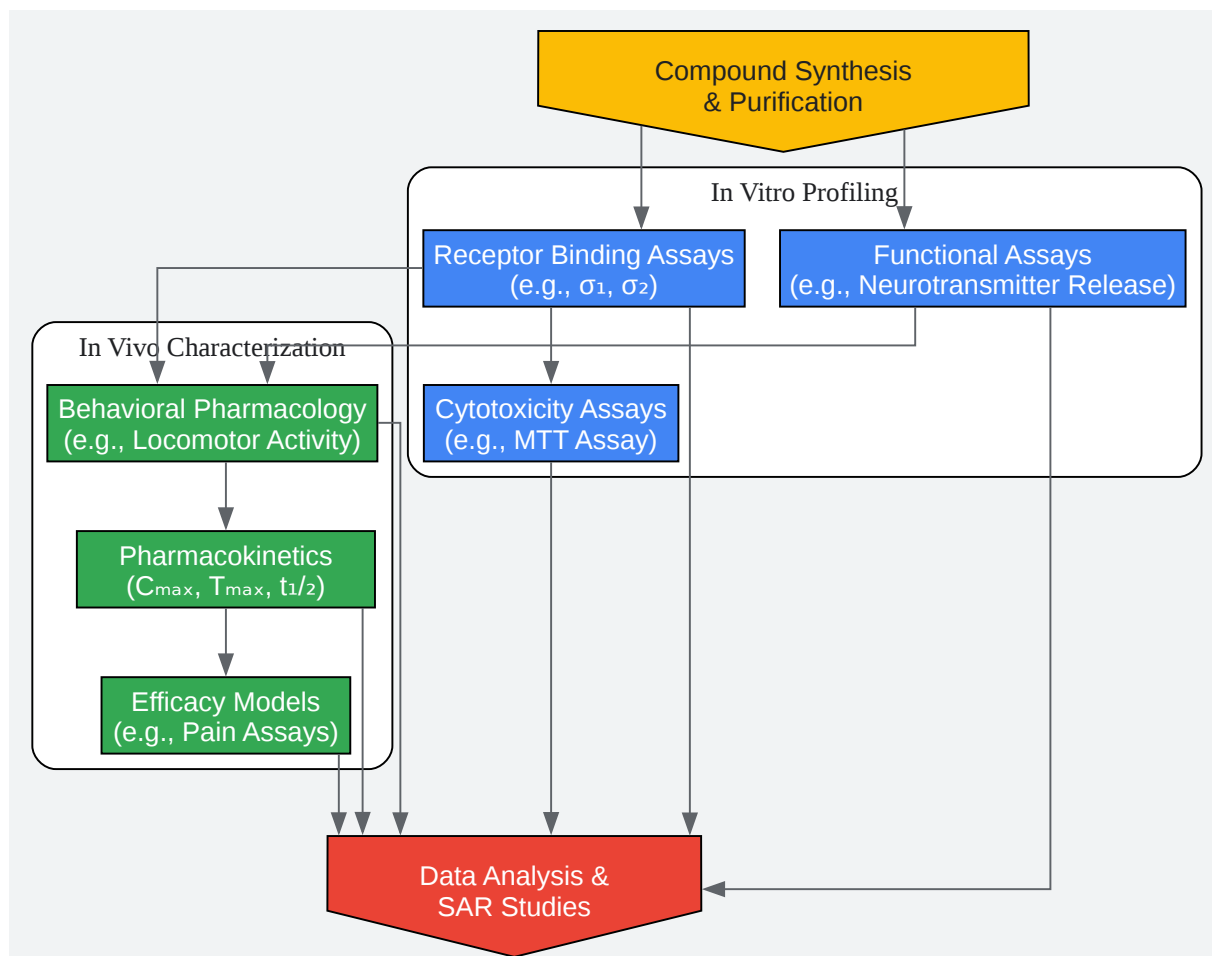 Compound Synthesis
& Purification
In Vitro Profiling
Receptor Binding Assays
(e.g., σ₁, σ₂)
Functional Assays
(e.g., Neurotransmitter Release)
In Vivo Characterization
Behavioral Pharmacology
(e.g., Locomotor Activity)
Cytotoxicity Assays
(e.g., MTT Assay)
Pharmacokinetics
(Cₘₐₓ, Tₘₐₓ, t₁/₂)
Efficacy Models
(e.g., Pain Assays)
Data Analysis &
SAR Studies